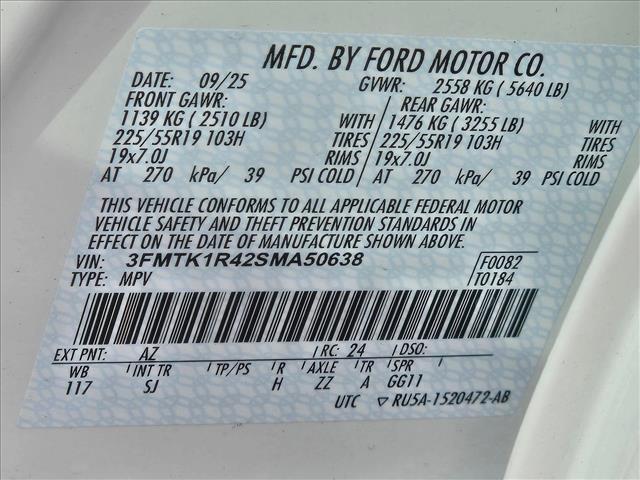 MFD. BY FORD MOTOR CO.
DATE: 09/25 GVWR: 2558 KG ( 5640 LB)
FRONT GAWR: REAR GAWR:
1139 KG ( 2510 LB) WITH 1476 KG ( 3255 LB) WITH
225/55R19 103H TIRES 225/55R19 103H TIRES
19x7.0J RIMS 19x7.0J RIMS
AT 270 kPa/ 39 PSI COLD AT 270 kPa/ 39 PSI COLD
THIS VEHICLE CONFORMS TO ALL APPLICABLE FEDERAL MOTOR
VEHICLE SAFETY AND THEFT PREVENTION STANDARDS IN
EFFECT ON THE DATE OF MANUFACTURE SHOWN ABOVE.
VIN: 3FMTK1R42SMA50638 F0082
TYPE: MPV T0184
EXT PNT: AZ RC: 24 DSO:
WB INT TR TP/PS R AXLE TR SPR
117 SJ H ZZ A GG11
UTC ▽ RU5A-1520472-AB